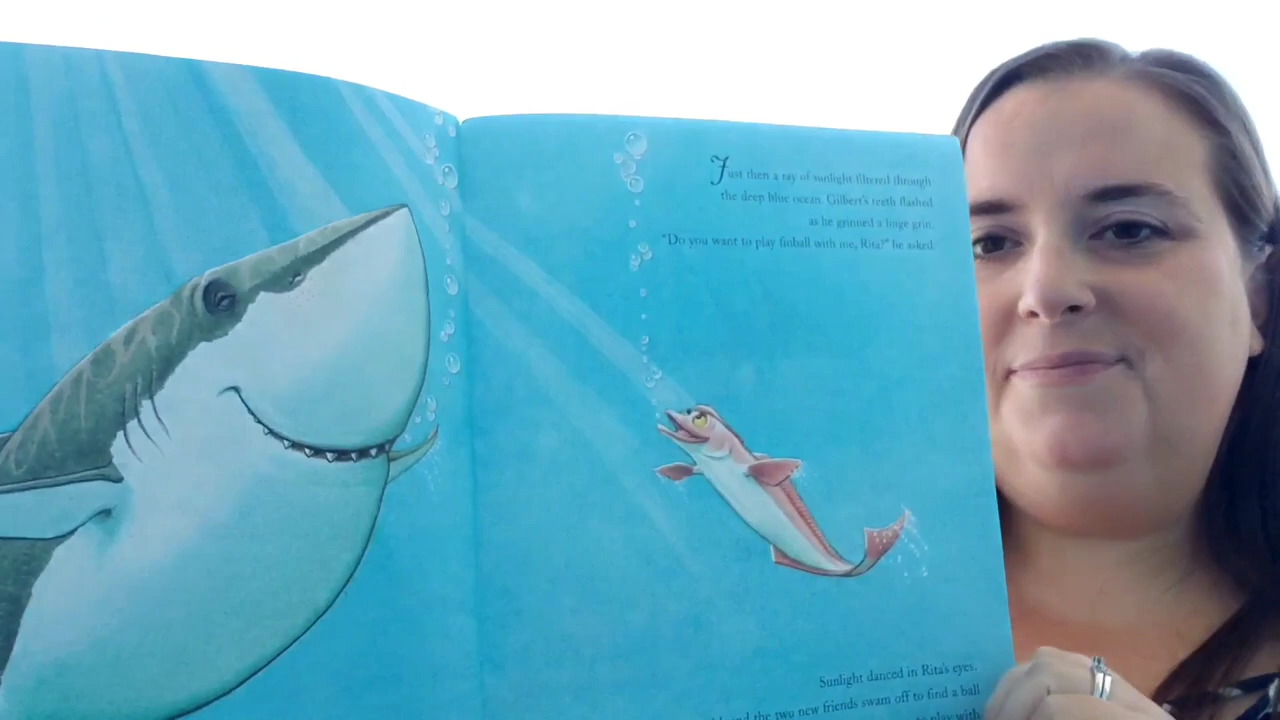 Just then a ray of sunlight filtered through
the deep blue ocean. Gilbert's teeth flashed
as he grinned a huge grin.
"Do you want to play finball with me, Rita?" he asked.
Sunlight danced in Rita's eyes.
and the two new friends swam off to find a ball
to play with